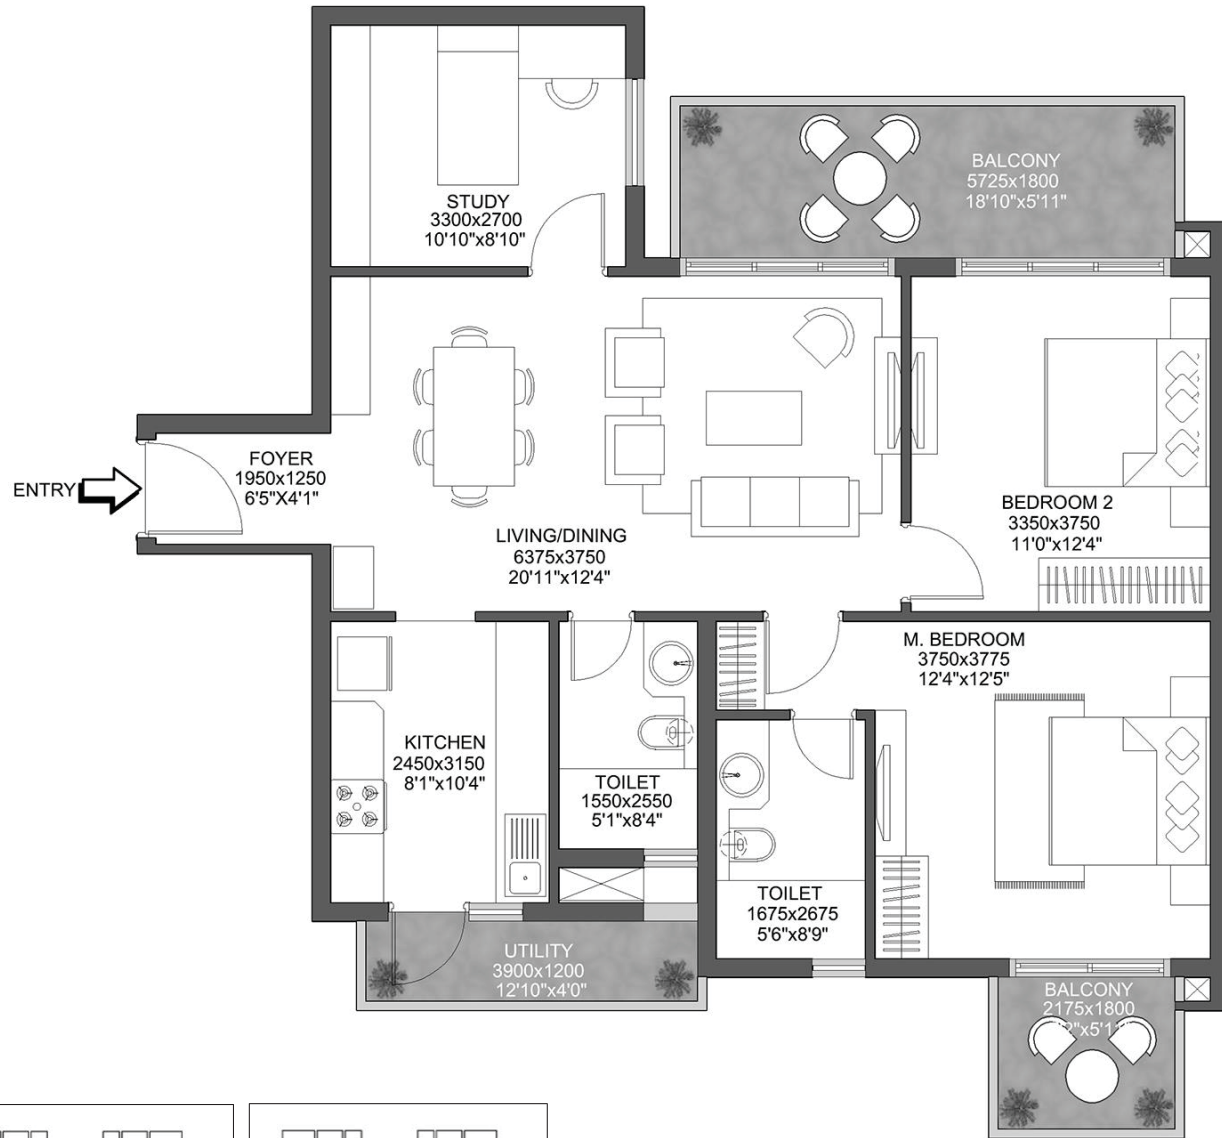 STUDY
3300x2700
10'10"x8'10"
BALCONY
5725x1800
18'10"x5'11"
ENTRY
FOYER
1950x1250
6'5"X4'1"
LIVING/DINING
6375x3750
20'11"x12'4"
BEDROOM 2
3350x3750
11'0"x12'4"
M. BEDROOM
3750x3775
12'4"x12'5"
KITCHEN
2450x3150
8'1"x10'4"
TOILET
1550x2550
5'1"x8'4"
TOILET
1675x2675
5'6"x8'9"
UTILITY
3900x1200
12'10"x4'0"
BALCONY
2175x1800